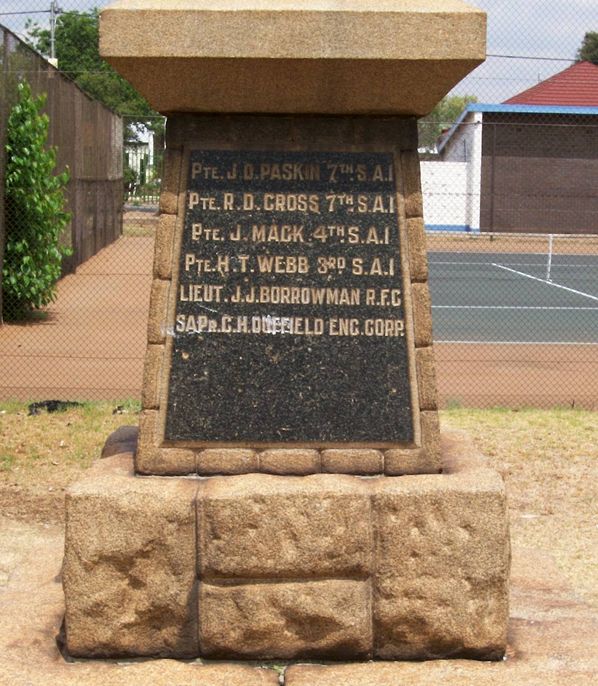 PTE. J. D. PASKIN 7TH S.A.I
PTE. R. D. CROSS 7TH S.A.I
PTE. J. MACK. 4TH S.A.I
PTE. H. T. WEBB 3RD S.A.I
LIEUT. J. J. BORROWMAN R.F.C
SAPR. C. H. DUFFIELD ENG. CORP.